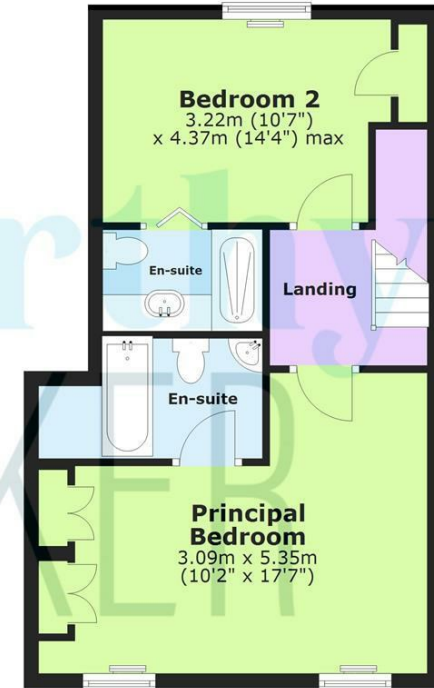 Bedroom 2
3.22m (10'7")
x 4.37m (14'4") max
En-suite
Landing
En-suite
Principal
Bedroom
3.09m x 5.35m
(10'2" x 17'7")